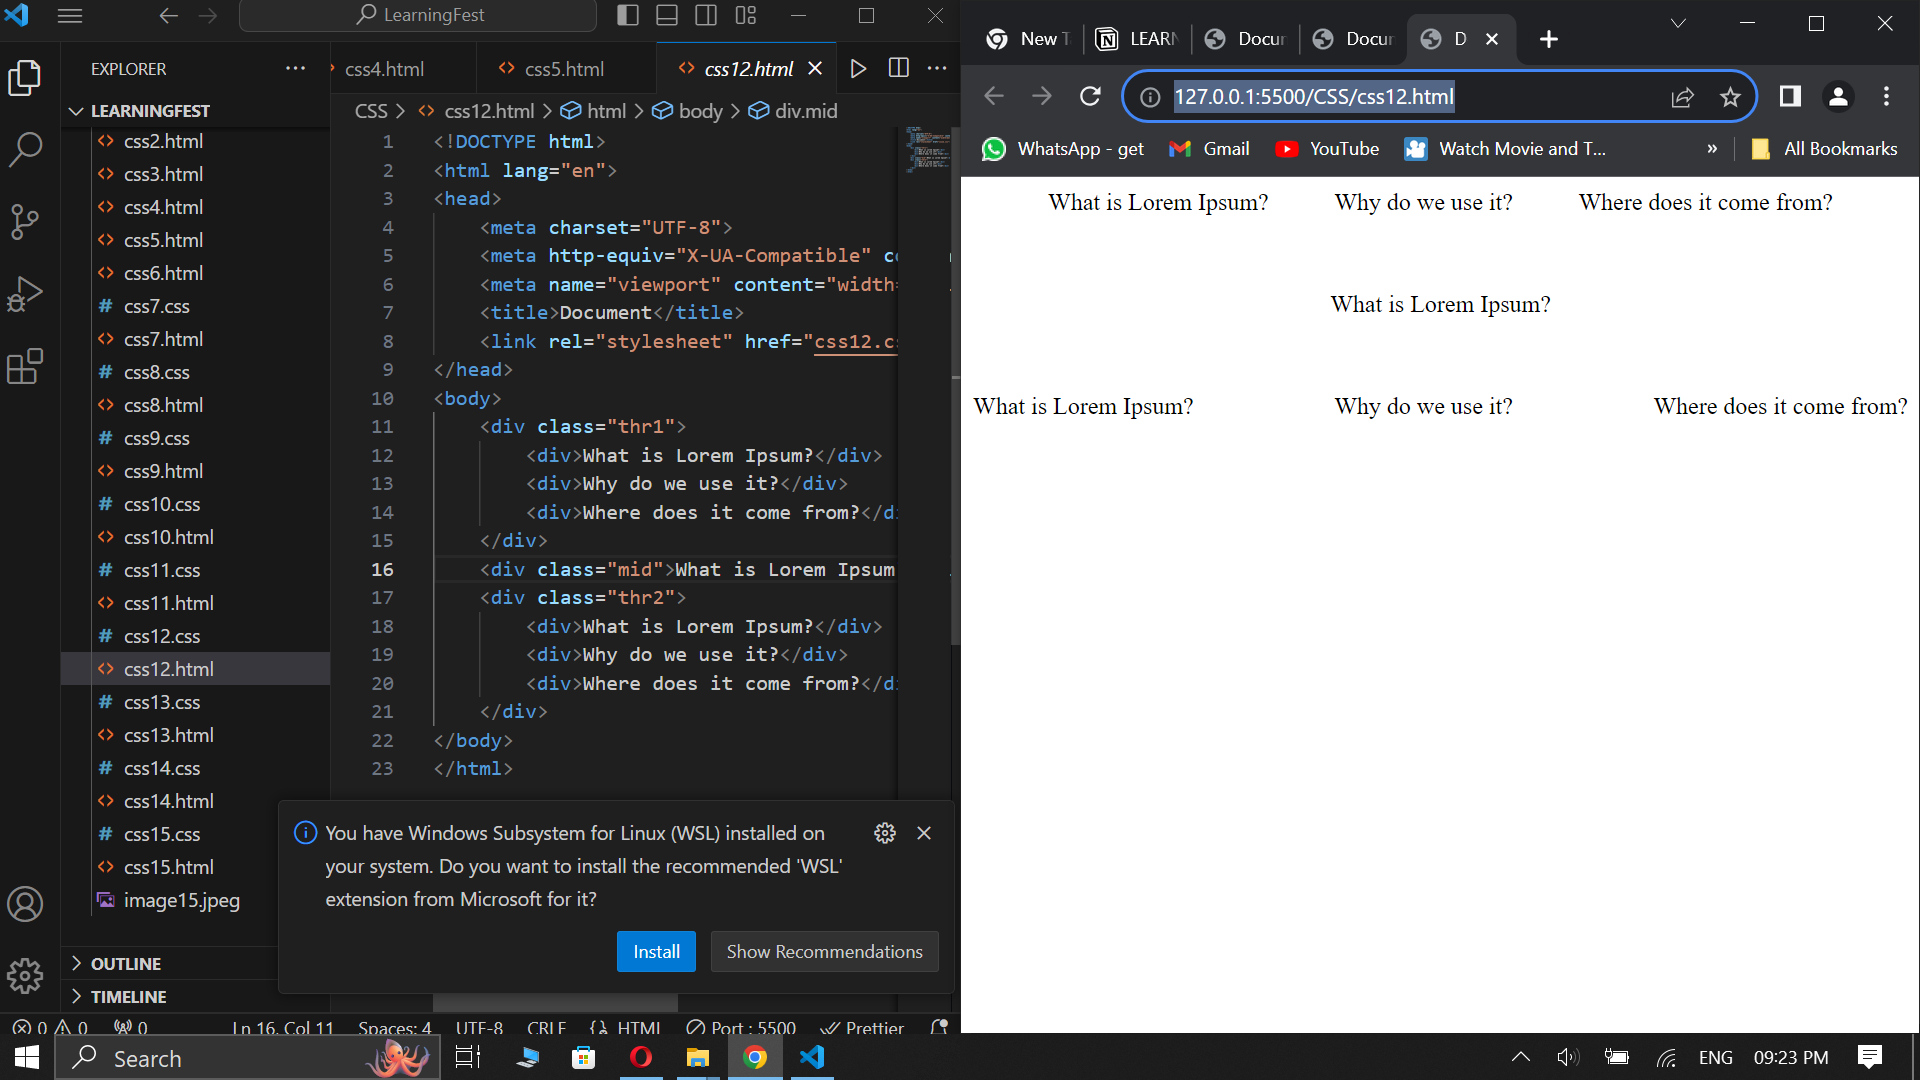 LearningFest
EXPLORER
css4.html
css5.html
css12.html
LEARNINGFEST
CSS > css12.html > html > body > div.mid
css2.html
css3.html
css4.html
css5.html
css6.html
css7.css
css7.html
css8.css
css8.html
css9.css
css9.html
css10.css
css10.html
css11.css
css11.html
css12.css
css12.html
css13.css
css13.html
css14.css
css14.html
css15.css
css15.html
image15.jpeg
OUTLINE
TIMELINE
1 <!DOCTYPE html>
2 <html lang="en">
3 <head>
4 <meta charset="UTF-8">
5 <meta http-equiv="X-UA-Compatible" co
6 <meta name="viewport" content="width=
7 <title>Document</title>
8 <link rel="stylesheet" href="css12.cs
9 </head>
10 <body>
11 <div class="thr1">
12 <div>What is Lorem Ipsum?</div>
13 <div>Why do we use it?</div>
14 <div>Where does it come from?</di
15 </div>
16 <div class="mid">What is Lorem Ipsum
17 <div class="thr2">
18 <div>What is Lorem Ipsum?</div>
19 <div>Why do we use it?</div>
20 <div>Where does it come from?</di
21 </div>
22 </body>
23 </html>
You have Windows Subsystem for Linux (WSL) installed on
your system. Do you want to install the recommended 'WSL'
extension from Microsoft for it?
Install
Show Recommendations
0 0 0 Ln 16, Col 11 Spaces: 4 UTF-8 CRLF {} HTML Port : 5500 Prettier
New T
LEARN
Docur
Docur
D
127.0.0.1:5500/CSS/css12.html
WhatsApp - get Gmail YouTube Watch Movie and T... » All Bookmarks
What is Lorem Ipsum? Why do we use it? Where does it come from?
What is Lorem Ipsum?
What is Lorem Ipsum? Why do we use it? Where does it come from?
Search
ENG 09:23 PM